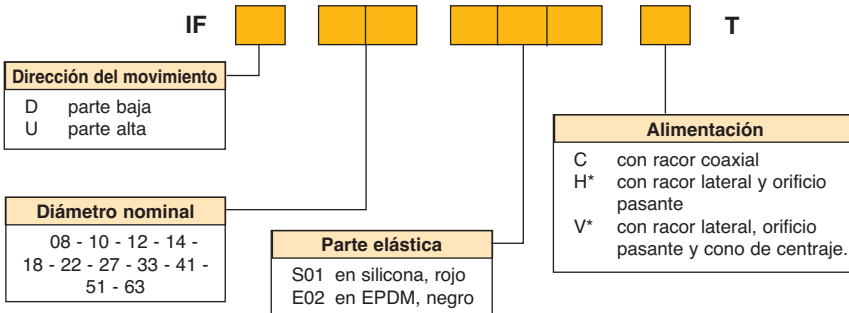 IF T
Dirección del movimiento
D parte baja
U parte alta
Diámetro nominal
08 - 10 - 12 - 14 -
18 - 22 - 27 - 33 - 41 -
51 - 63
Parte elástica
S01 en silicona, rojo
E02 en EPDM, negro
Alimentación
C con racor coaxial
H* con racor lateral y orificio
pasante
V* con racor lateral, orificio
pasante y cono de centraje.